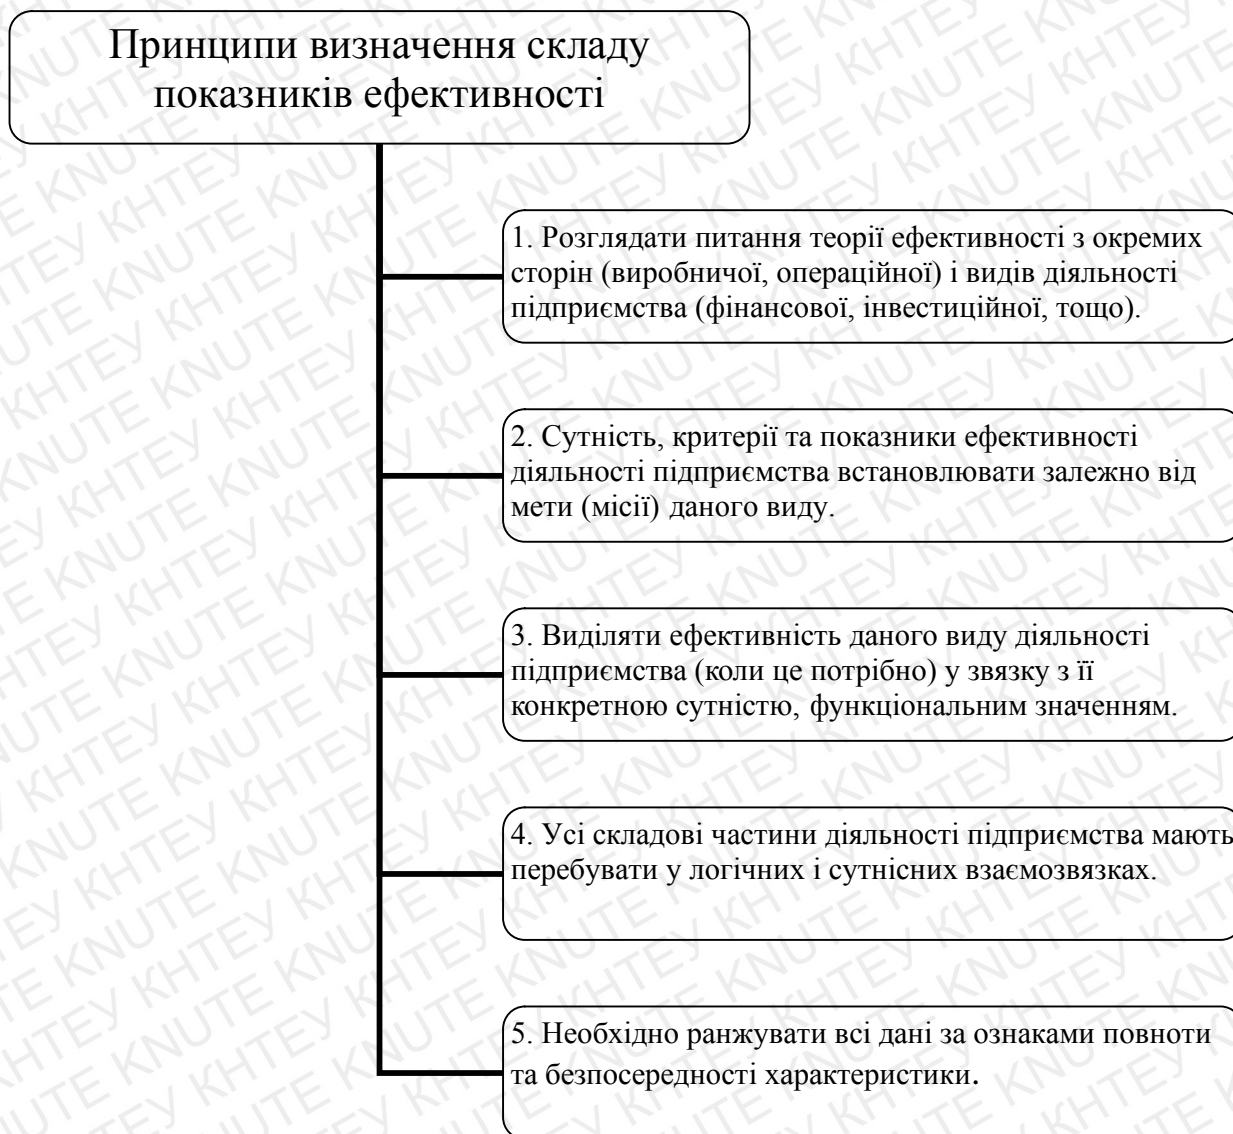 Принципи визначення складу
показників ефективності
1. Розглядати питання теорії ефективності з окремих
сторін (виробничої, операційної) і видів діяльності
підприємства (фінансової, інвестиційної, тощо).
2. Сутність, критерії та показники ефективності
діяльності підприємства встановлювати залежно від
мети (місії) даного виду.
3. Виділяти ефективність даного виду діяльності
підприємства (коли це потрібно) у звязку з її
конкретною сутністю, функціональним значенням.
4. Усі складові частини діяльності підприємства мають
перебувати у логічних і сутнісних взаємозвязках.
5. Необхідно ранжувати всі дані за ознаками повноти
та безпосередності характеристики.